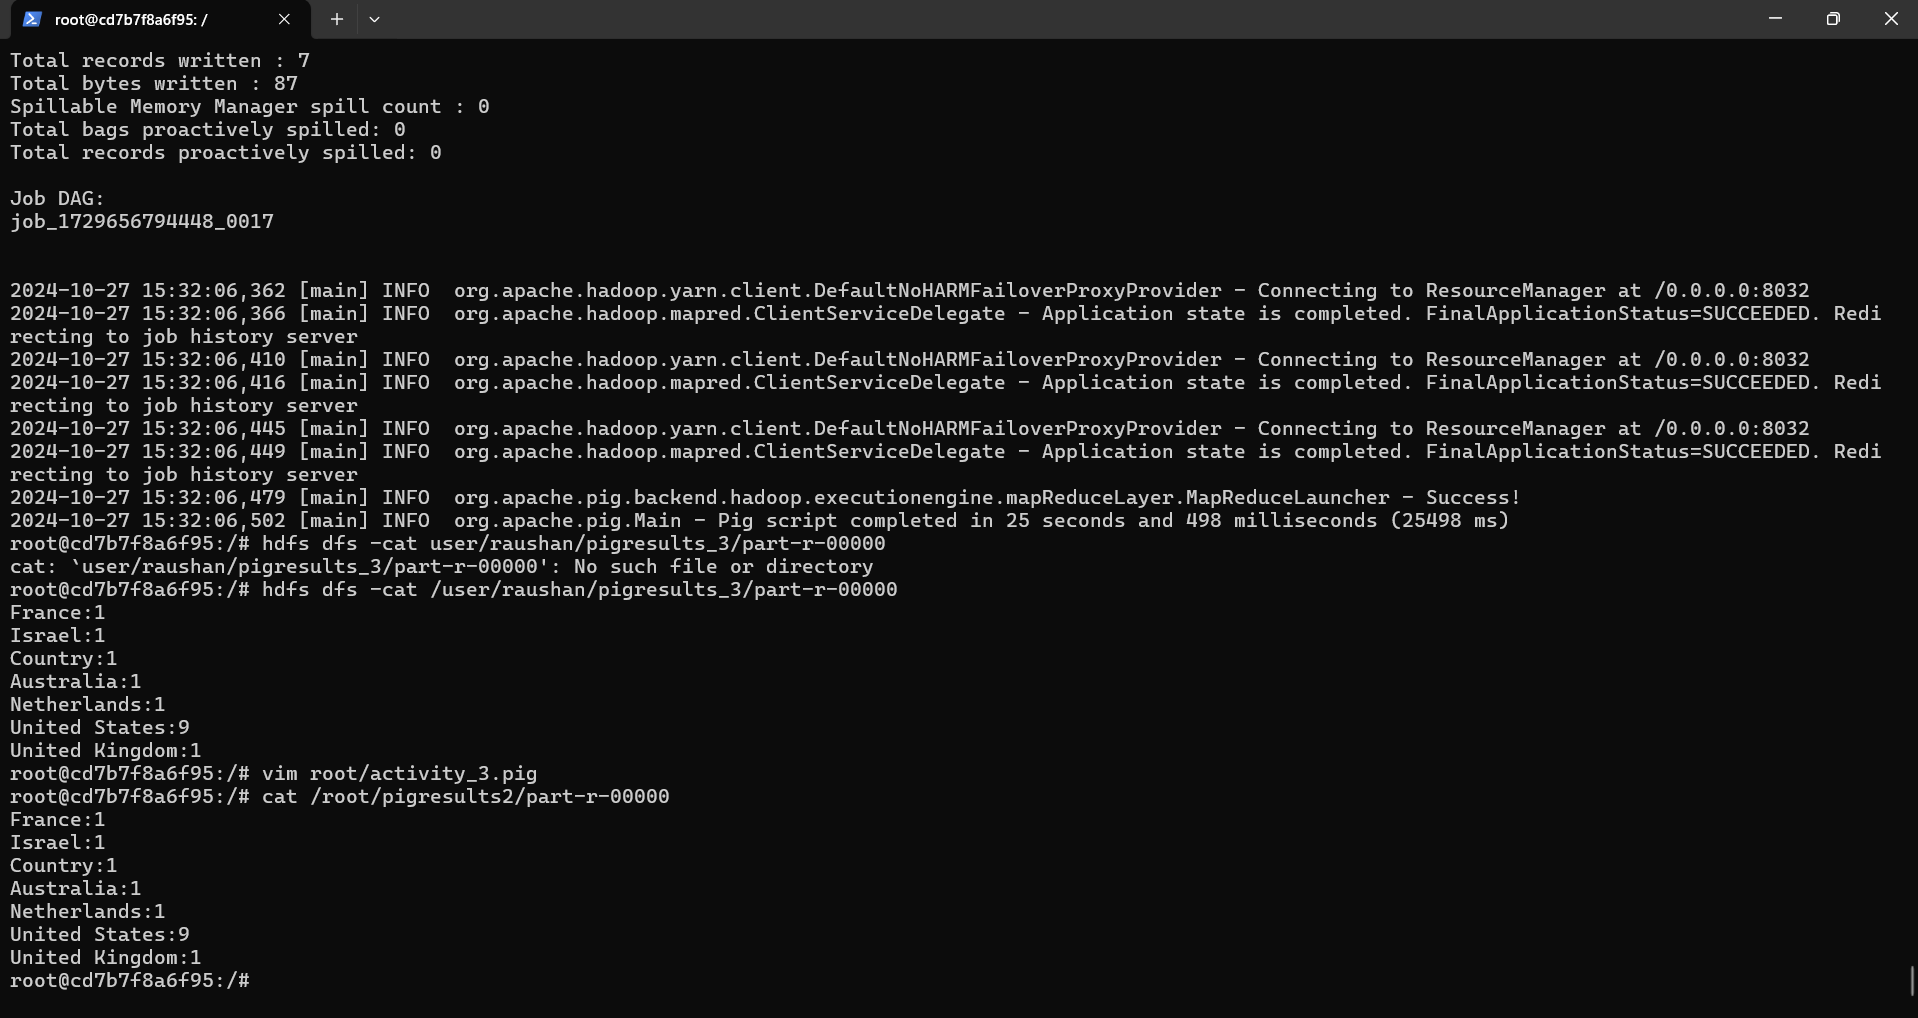 root@cd7b7f8a6f95: /
Total records written : 7
Total bytes written : 87
Spillable Memory Manager spill count : 0
Total bags proactively spilled: 0
Total records proactively spilled: 0
Job DAG:
job_1729656794448_0017
2024-10-27 15:32:06,362 [main] INFO  org.apache.hadoop.yarn.client.DefaultNoHARMFailoverProxyProvider - Connecting to ResourceManager at /0.0.0.0:8032
2024-10-27 15:32:06,366 [main] INFO  org.apache.hadoop.mapred.ClientServiceDelegate - Application state is completed. FinalApplicationStatus=SUCCEEDED. Redi
recting to job history server
2024-10-27 15:32:06,410 [main] INFO  org.apache.hadoop.yarn.client.DefaultNoHARMFailoverProxyProvider - Connecting to ResourceManager at /0.0.0.0:8032
2024-10-27 15:32:06,416 [main] INFO  org.apache.hadoop.mapred.ClientServiceDelegate - Application state is completed. FinalApplicationStatus=SUCCEEDED. Redi
recting to job history server
2024-10-27 15:32:06,445 [main] INFO  org.apache.hadoop.yarn.client.DefaultNoHARMFailoverProxyProvider - Connecting to ResourceManager at /0.0.0.0:8032
2024-10-27 15:32:06,449 [main] INFO  org.apache.hadoop.mapred.ClientServiceDelegate - Application state is completed. FinalApplicationStatus=SUCCEEDED. Redi
recting to job history server
2024-10-27 15:32:06,479 [main] INFO  org.apache.pig.backend.hadoop.executionengine.mapReduceLayer.MapReduceLauncher - Success!
2024-10-27 15:32:06,502 [main] INFO  org.apache.pig.Main - Pig script completed in 25 seconds and 498 milliseconds (25498 ms)
root@cd7b7f8a6f95:/# hdfs dfs -cat user/raushan/pigresults_3/part-r-00000
cat: `user/raushan/pigresults_3/part-r-00000': No such file or directory
root@cd7b7f8a6f95:/# hdfs dfs -cat /user/raushan/pigresults_3/part-r-00000
France:1
Israel:1
Country:1
Australia:1
Netherlands:1
United States:9
United Kingdom:1
root@cd7b7f8a6f95:/# vim root/activity_3.pig
root@cd7b7f8a6f95:/# cat /root/pigresults2/part-r-00000
France:1
Israel:1
Country:1
Australia:1
Netherlands:1
United States:9
United Kingdom:1
root@cd7b7f8a6f95:/#